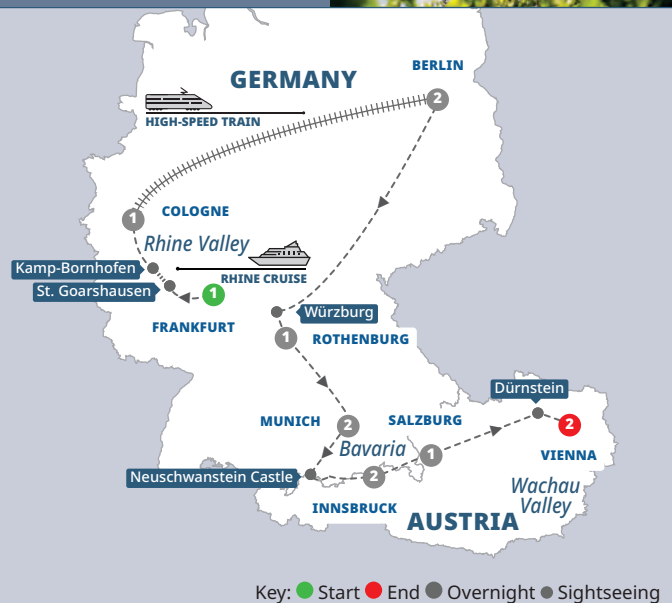 BERLIN
GERMANY
2
HIGH-SPEED TRAIN
1
COLOGNE
Rhine Valley
Kamp-Bornhofen
RHINE CRUISE
St. Goarshausen
1
FRANKFURT
Würzburg
1
ROTHENBURG
Dürnstein
MUNICH
2
SALZBURG
2
Bavaria
1
VIENNA
Neuschwanstein Castle
2
INNSBRUCK
Wachau
Valley
AUSTRIA
Key: Start End Overnight Sightseeing